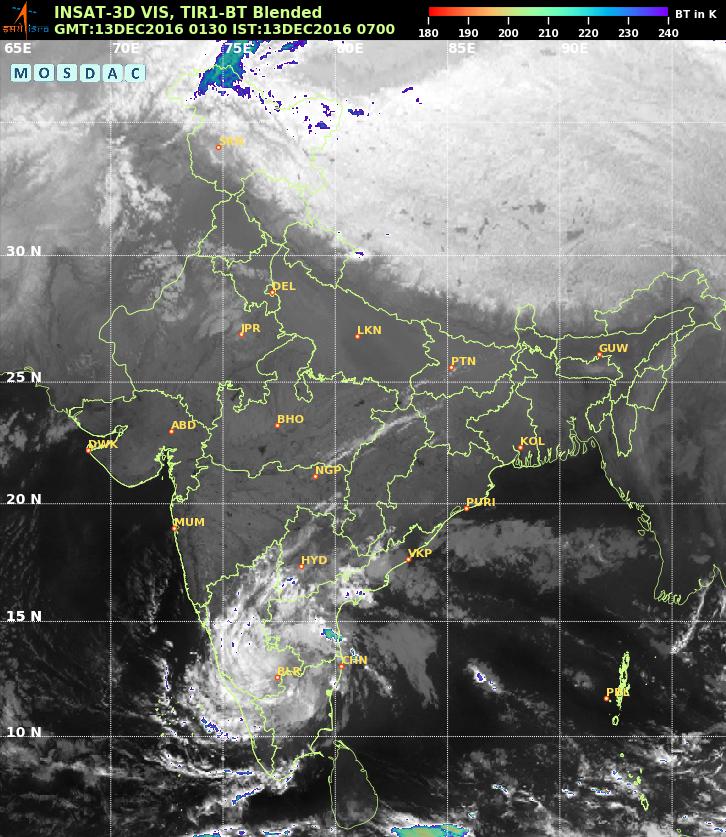 INSAT-3D VIS, TIR1-BT Blended
GMT:13DEC2016 0130 IST:13DEC2016 0700
BT in K
180 190 200 210 220 230 240
65E 70E 75E 80E 85E 90E
M O S D A C
SRN
30 N
DEL
JPR
LKN
GUW
PTN
25 N
ABD
BHO
DWK
KOL
NGP
20 N
PURI
MUM
VKP
HYD
15 N
CHN
BLR
10 N